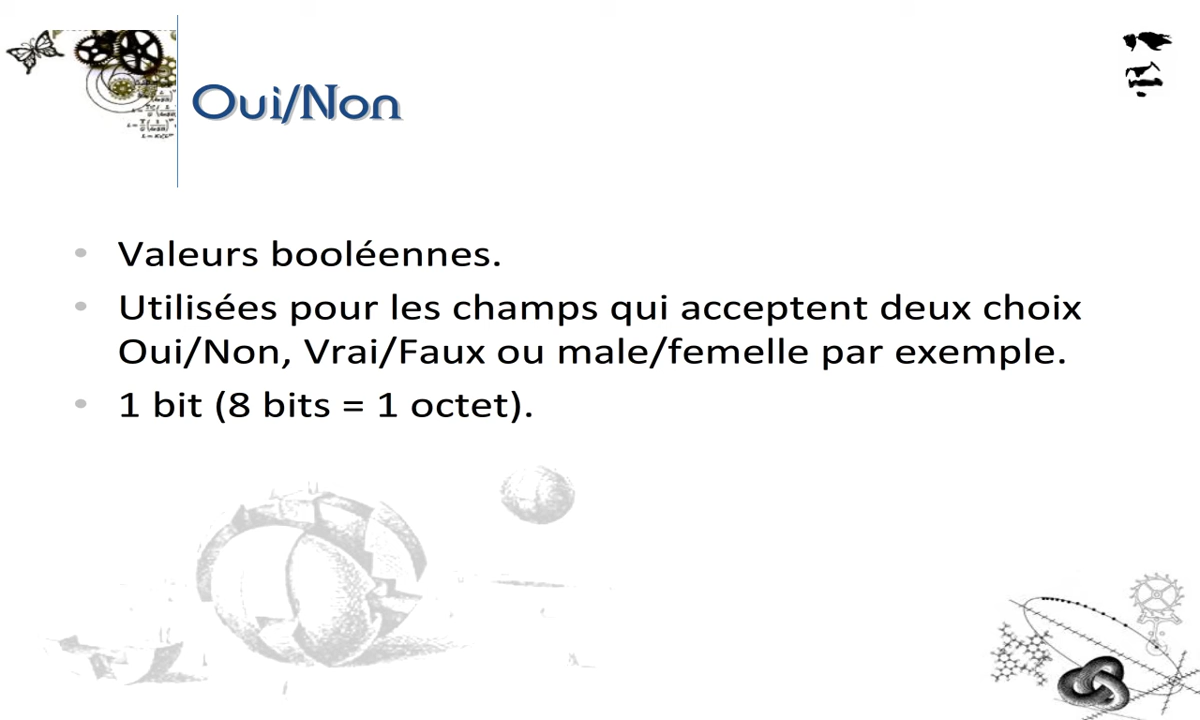 Oui/Non
• Valeurs booléennes.
• Utilisées pour les champs qui acceptent deux choix
Oui/Non, Vrai/Faux ou male/femelle par exemple.
• 1 bit (8 bits = 1 octet).